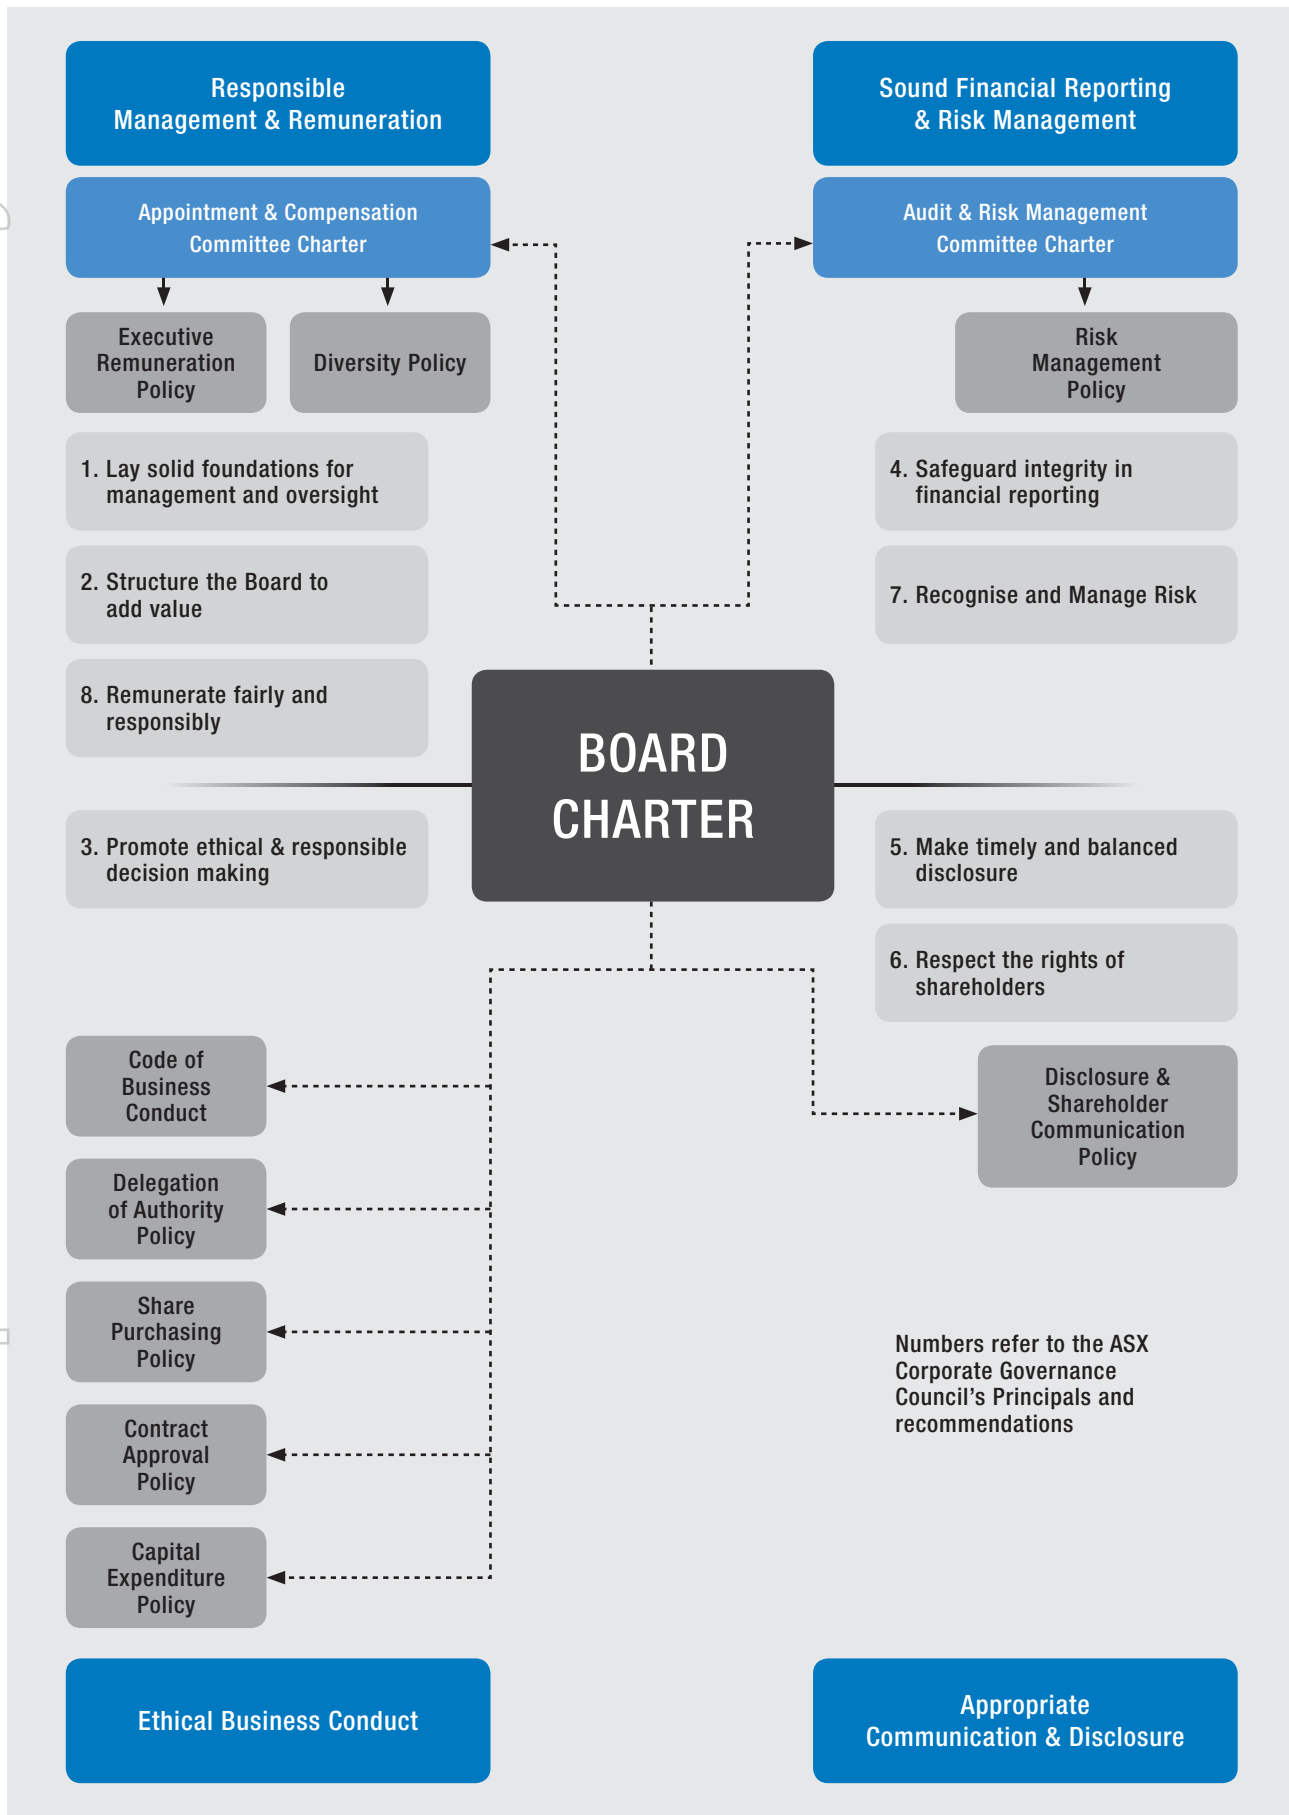 Responsible
Management & Remuneration
Appointment & Compensation
Committee Charter
Executive
Remuneration
Policy
Diversity Policy
1. Lay solid foundations for
management and oversight
2. Structure the Board to
add value
8. Remunerate fairly and
responsibly
Sound Financial Reporting
& Risk Management
Audit & Risk Management
Committee Charter
Risk
Management
Policy
4. Safeguard integrity in
financial reporting
7. Recognise and Manage Risk
BOARD
CHARTER
3. Promote ethical & responsible
decision making
Code of
Business
Conduct
Delegation
of Authority
Policy
Share
Purchasing
Policy
Contract
Approval
Policy
Capital
Expenditure
Policy
Ethical Business Conduct
5. Make timely and balanced
disclosure
6. Respect the rights of
shareholders
Disclosure &
Shareholder
Communication
Policy
Numbers refer to the ASX
Corporate Governance
Council’s Principals and
recommendations
Appropriate
Communication & Disclosure